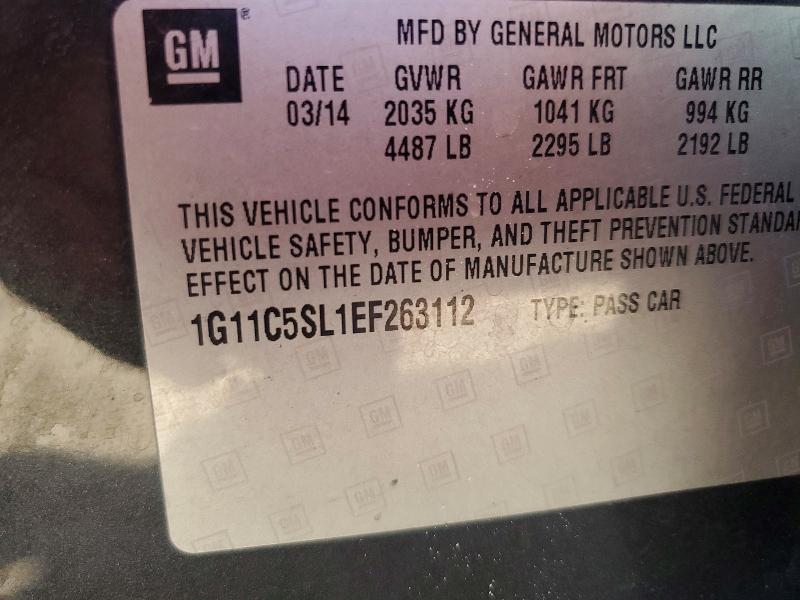 GM®
MFD BY GENERAL MOTORS LLC
DATE GVWR GAWR FRT GAWR RR
03/14 2035 KG 1041 KG 994 KG
4487 LB 2295 LB 2192 LB
THIS VEHICLE CONFORMS TO ALL APPLICABLE U.S. FEDERAL
VEHICLE SAFETY, BUMPER, AND THEFT PREVENTION STANDA
EFFECT ON THE DATE OF MANUFACTURE SHOWN ABOVE.
1G11C5SL1EF263112 TYPE: PASS CAR